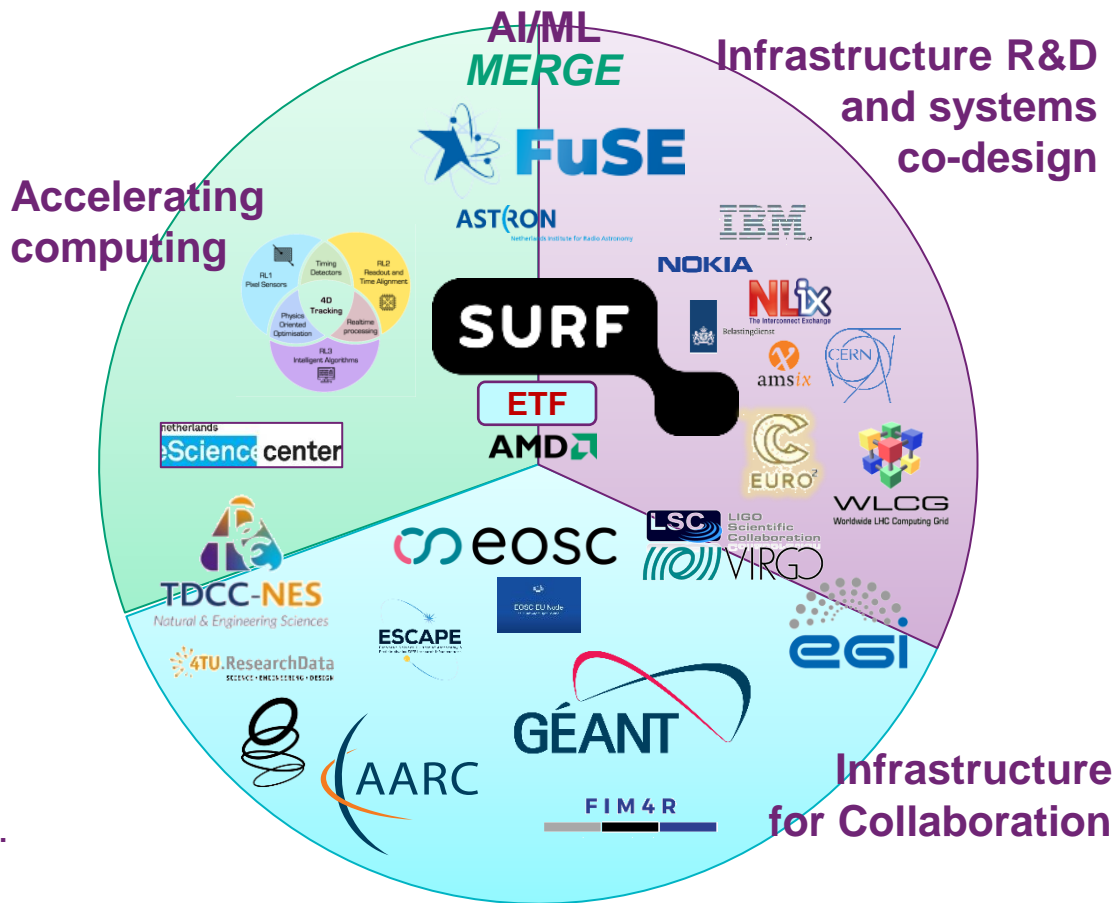 AI/ML
MERGE
Infrastructure R&D
and systems
co-design
Accelerating
computing
FuSE
ASTRON
Netherlands Institute for Radio Astronomy
IBM
NOKIA
NLix
The Interconnect Exchange
Belastingdienst
amsix
CERN
RL1
Pixel Sensors
Timing
Detectors
RL2
Readout and
Time Alignment
4D
Tracking
Physics
Oriented
Optimisation
Realtime
processing
RL3
Intelligent Algorithms
SURF
ETF
AMD
netherlands
eScience center
EURO²
WLCG
Worldwide LHC Computing Grid
LSC
LIGO
Scientific
Collaboration
VIRGO
eosc
EOSC EU Node
TDCC-NES
Natural & Engineering Sciences
ESCAPE
egi
4TU.ResearchData
SCIENCE • ENGINEERING • DESIGN
GÉANT
AARC
FIM4R
Infrastructure
for Collaboration
.